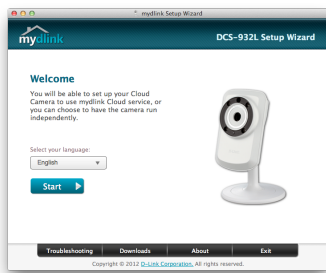 mydlink Setup Wizard
mydlink
DCS-932L Setup Wizard
Welcome
You will be able to set up your Cloud
Camera to use mydlink Cloud service, or
you can choose to have the camera run
independently.
Select your language:
English
Start
Troubleshooting
Downloads
About
Exit
Copyright © 2012 D-Link Corporation. All rights reserved.